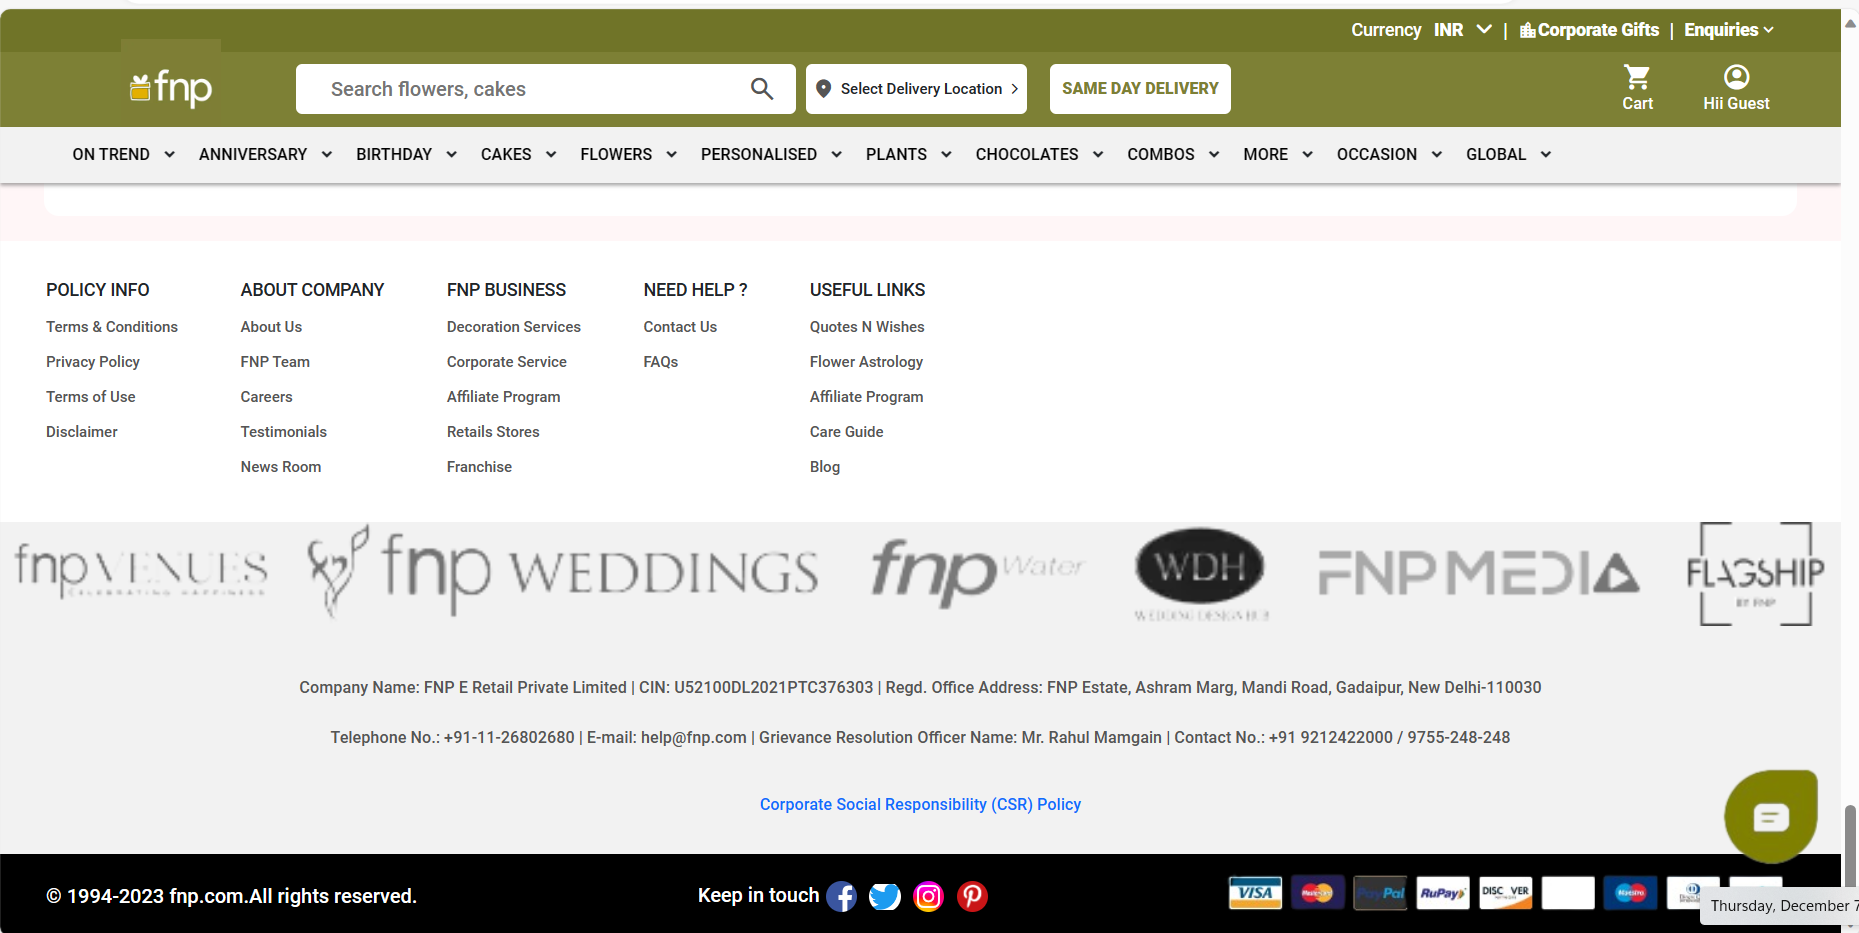 Currency INR | Corporate Gifts | Enquiries
fnp
Search flowers, cakes
Select Delivery Location
SAME DAY DELIVERY
Cart
Hii Guest
ON TREND ANNIVERSARY BIRTHDAY CAKES FLOWERS PERSONALISED PLANTS CHOCOLATES COMBOS MORE OCCASION GLOBAL
POLICY INFO
Terms & Conditions
Privacy Policy
Terms of Use
Disclaimer
ABOUT COMPANY
About Us
FNP Team
Careers
Testimonials
News Room
FNP BUSINESS
Decoration Services
Corporate Service
Affiliate Program
Retails Stores
Franchise
NEED HELP ?
Contact Us
FAQs
USEFUL LINKS
Quotes N Wishes
Flower Astrology
Affiliate Program
Care Guide
Blog
fnp VENUES
CELEBRATING HAPPINESS
fnp WEDDINGS
fnp Water
WDH
WEDDING DESIGN HUB
FNP MEDIA
FLAGSHIP
BY FNP
Company Name: FNP E Retail Private Limited | CIN: U52100DL2021PTC376303 | Regd. Office Address: FNP Estate, Ashram Marg, Mandi Road, Gadaipur, New Delhi-110030
Telephone No.: +91-11-26802680 | E-mail: help@fnp.com | Grievance Resolution Officer Name: Mr. Rahul Mamgain | Contact No.: +91 9212422000 / 9755-248-248
Corporate Social Responsibility (CSR) Policy
© 1994-2023 fnp.com.All rights reserved.
Keep in touch
VISA MasterCard PayPal RuPay DISC VER Maestro
Thursday, December 7